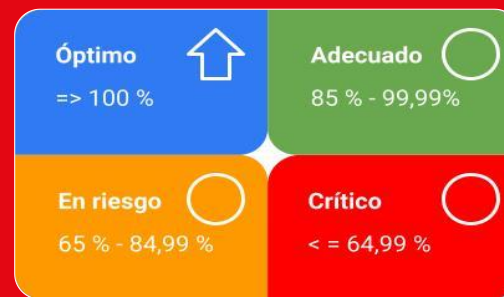 Óptimo
=> 100 %
Adecuado
85 % - 99,99%
En riesgo
65 % - 84,99 %
Crítico
< = 64,99 %